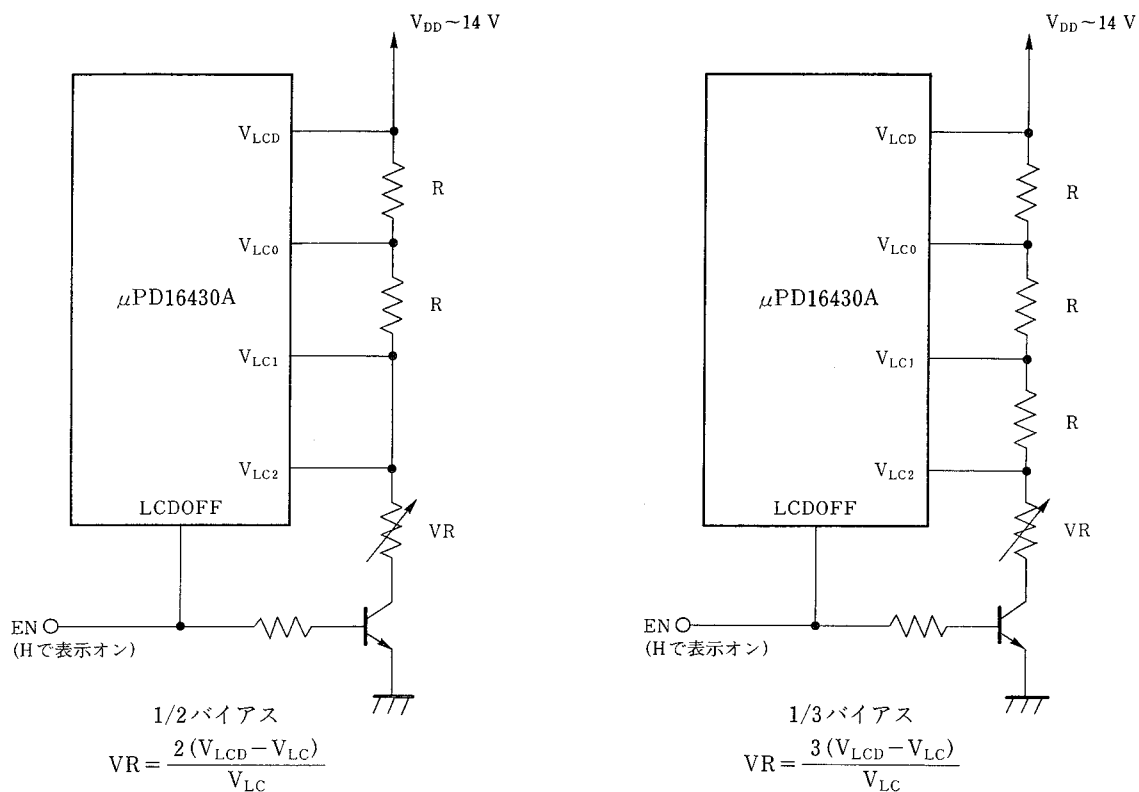 V_DD～14 V
V_LCD
R
V_LC0
R
μPD16430A
V_LC1
V_LC2
LCDOFF
VR
EN
(Hで表示オン)
1/2バイアス
VR = 2(V_LCD－V_LC) / V_LC
V_DD～14 V
V_LCD
R
V_LC0
R
μPD16430A
V_LC1
R
V_LC2
LCDOFF
VR
EN
(Hで表示オン)
1/3バイアス
VR = 3(V_LCD－V_LC) / V_LC